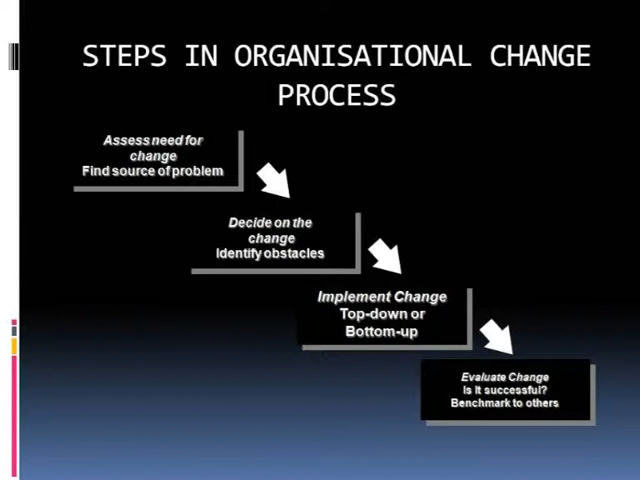 STEPS IN ORGANISATIONAL CHANGE
PROCESS
Assess need for
change
Find source of problem
Decide on the
change
Identify obstacles
Implement Change
Top-down or
Bottom-up
Evaluate Change
Is it successful?
Benchmark to others